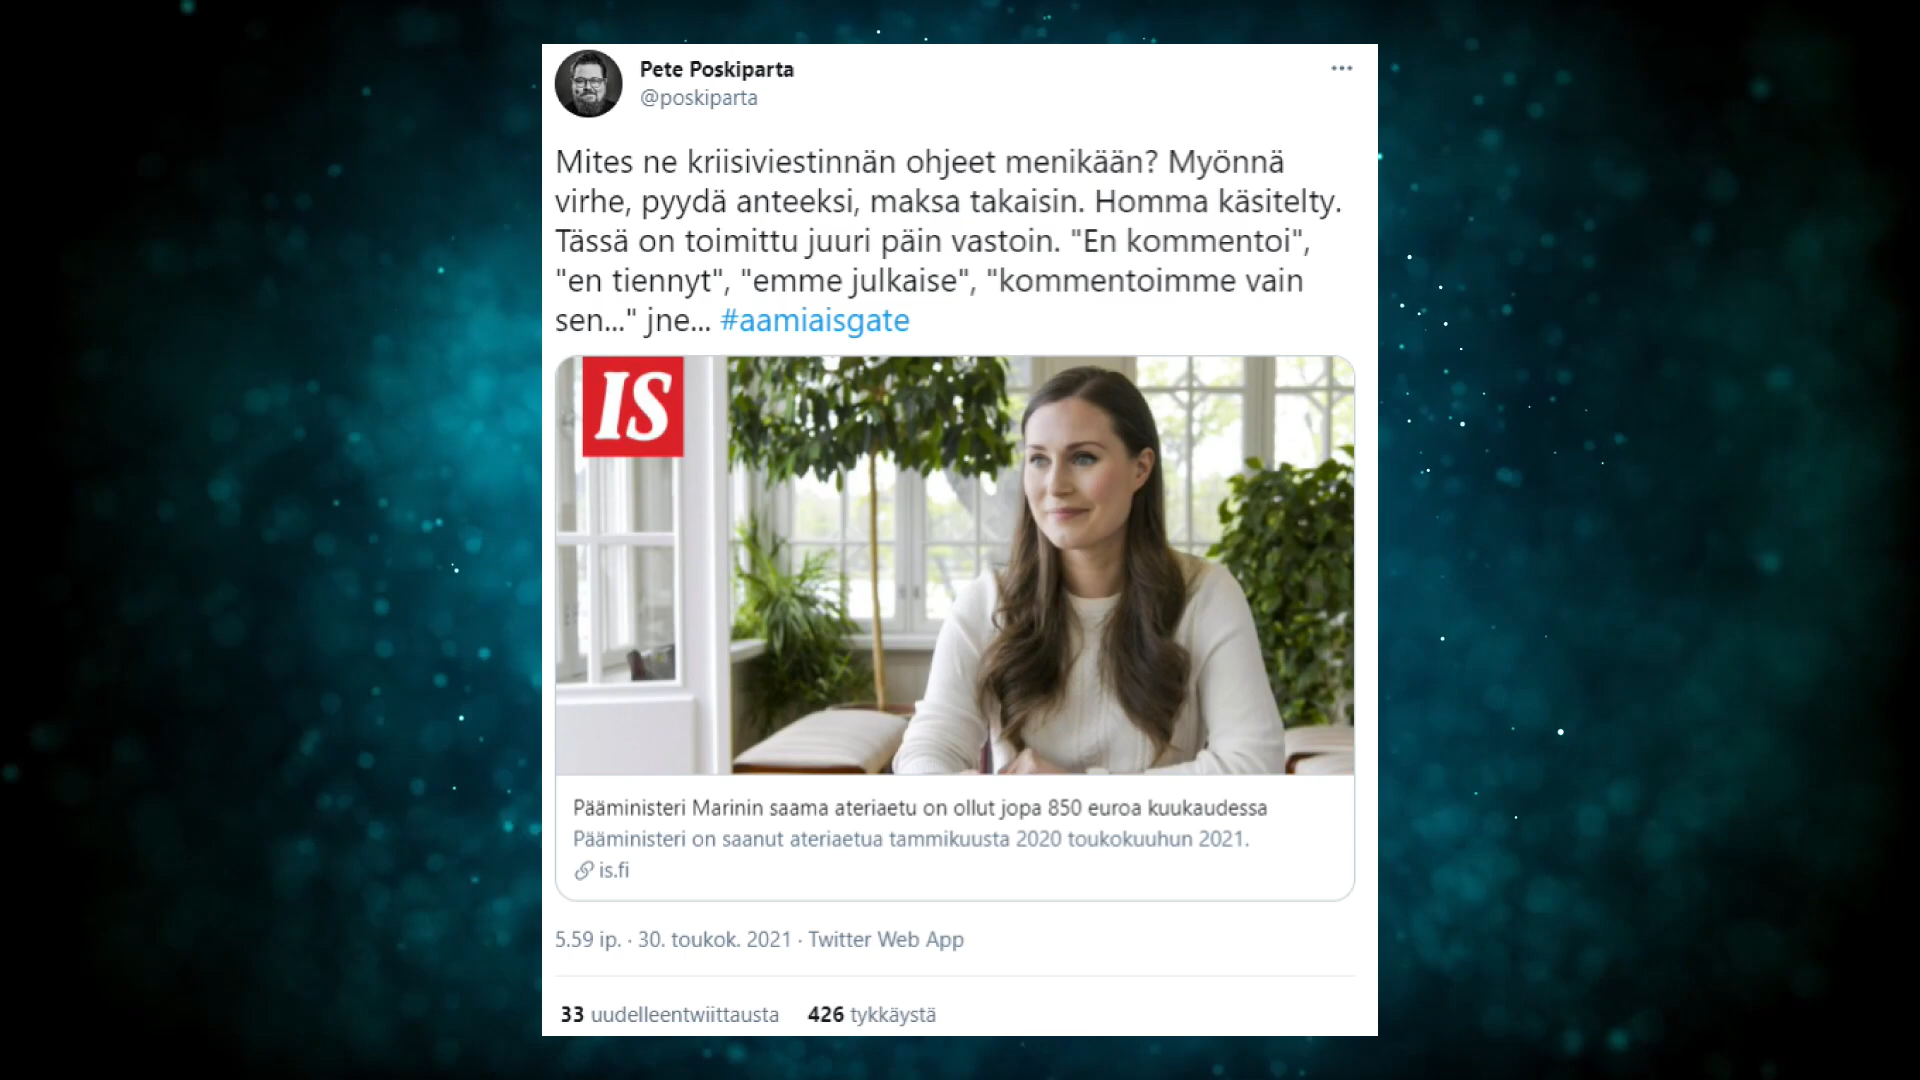 Pete Poskiparta
@poskiparta
Mites ne kriisiviestinnän ohjeet menikään? Myönnä
virhe, pyydä anteeksi, maksa takaisin. Homma käsitelty.
Tässä on toimittu juuri päin vastoin. "En kommentoi",
"en tiennyt", "emme julkaise", "kommentoimme vain
sen..." jne... #aamiaisgate
IS
Pääministeri Marinin saama ateriaetu on ollut jopa 850 euroa kuukaudessa
Pääministeri on saanut ateriaetua tammikuusta 2020 toukokuuhun 2021.
is.fi
5.59 ip. · 30. toukok. 2021 · Twitter Web App
33 uudelleentwiittausta 426 tykkäystä